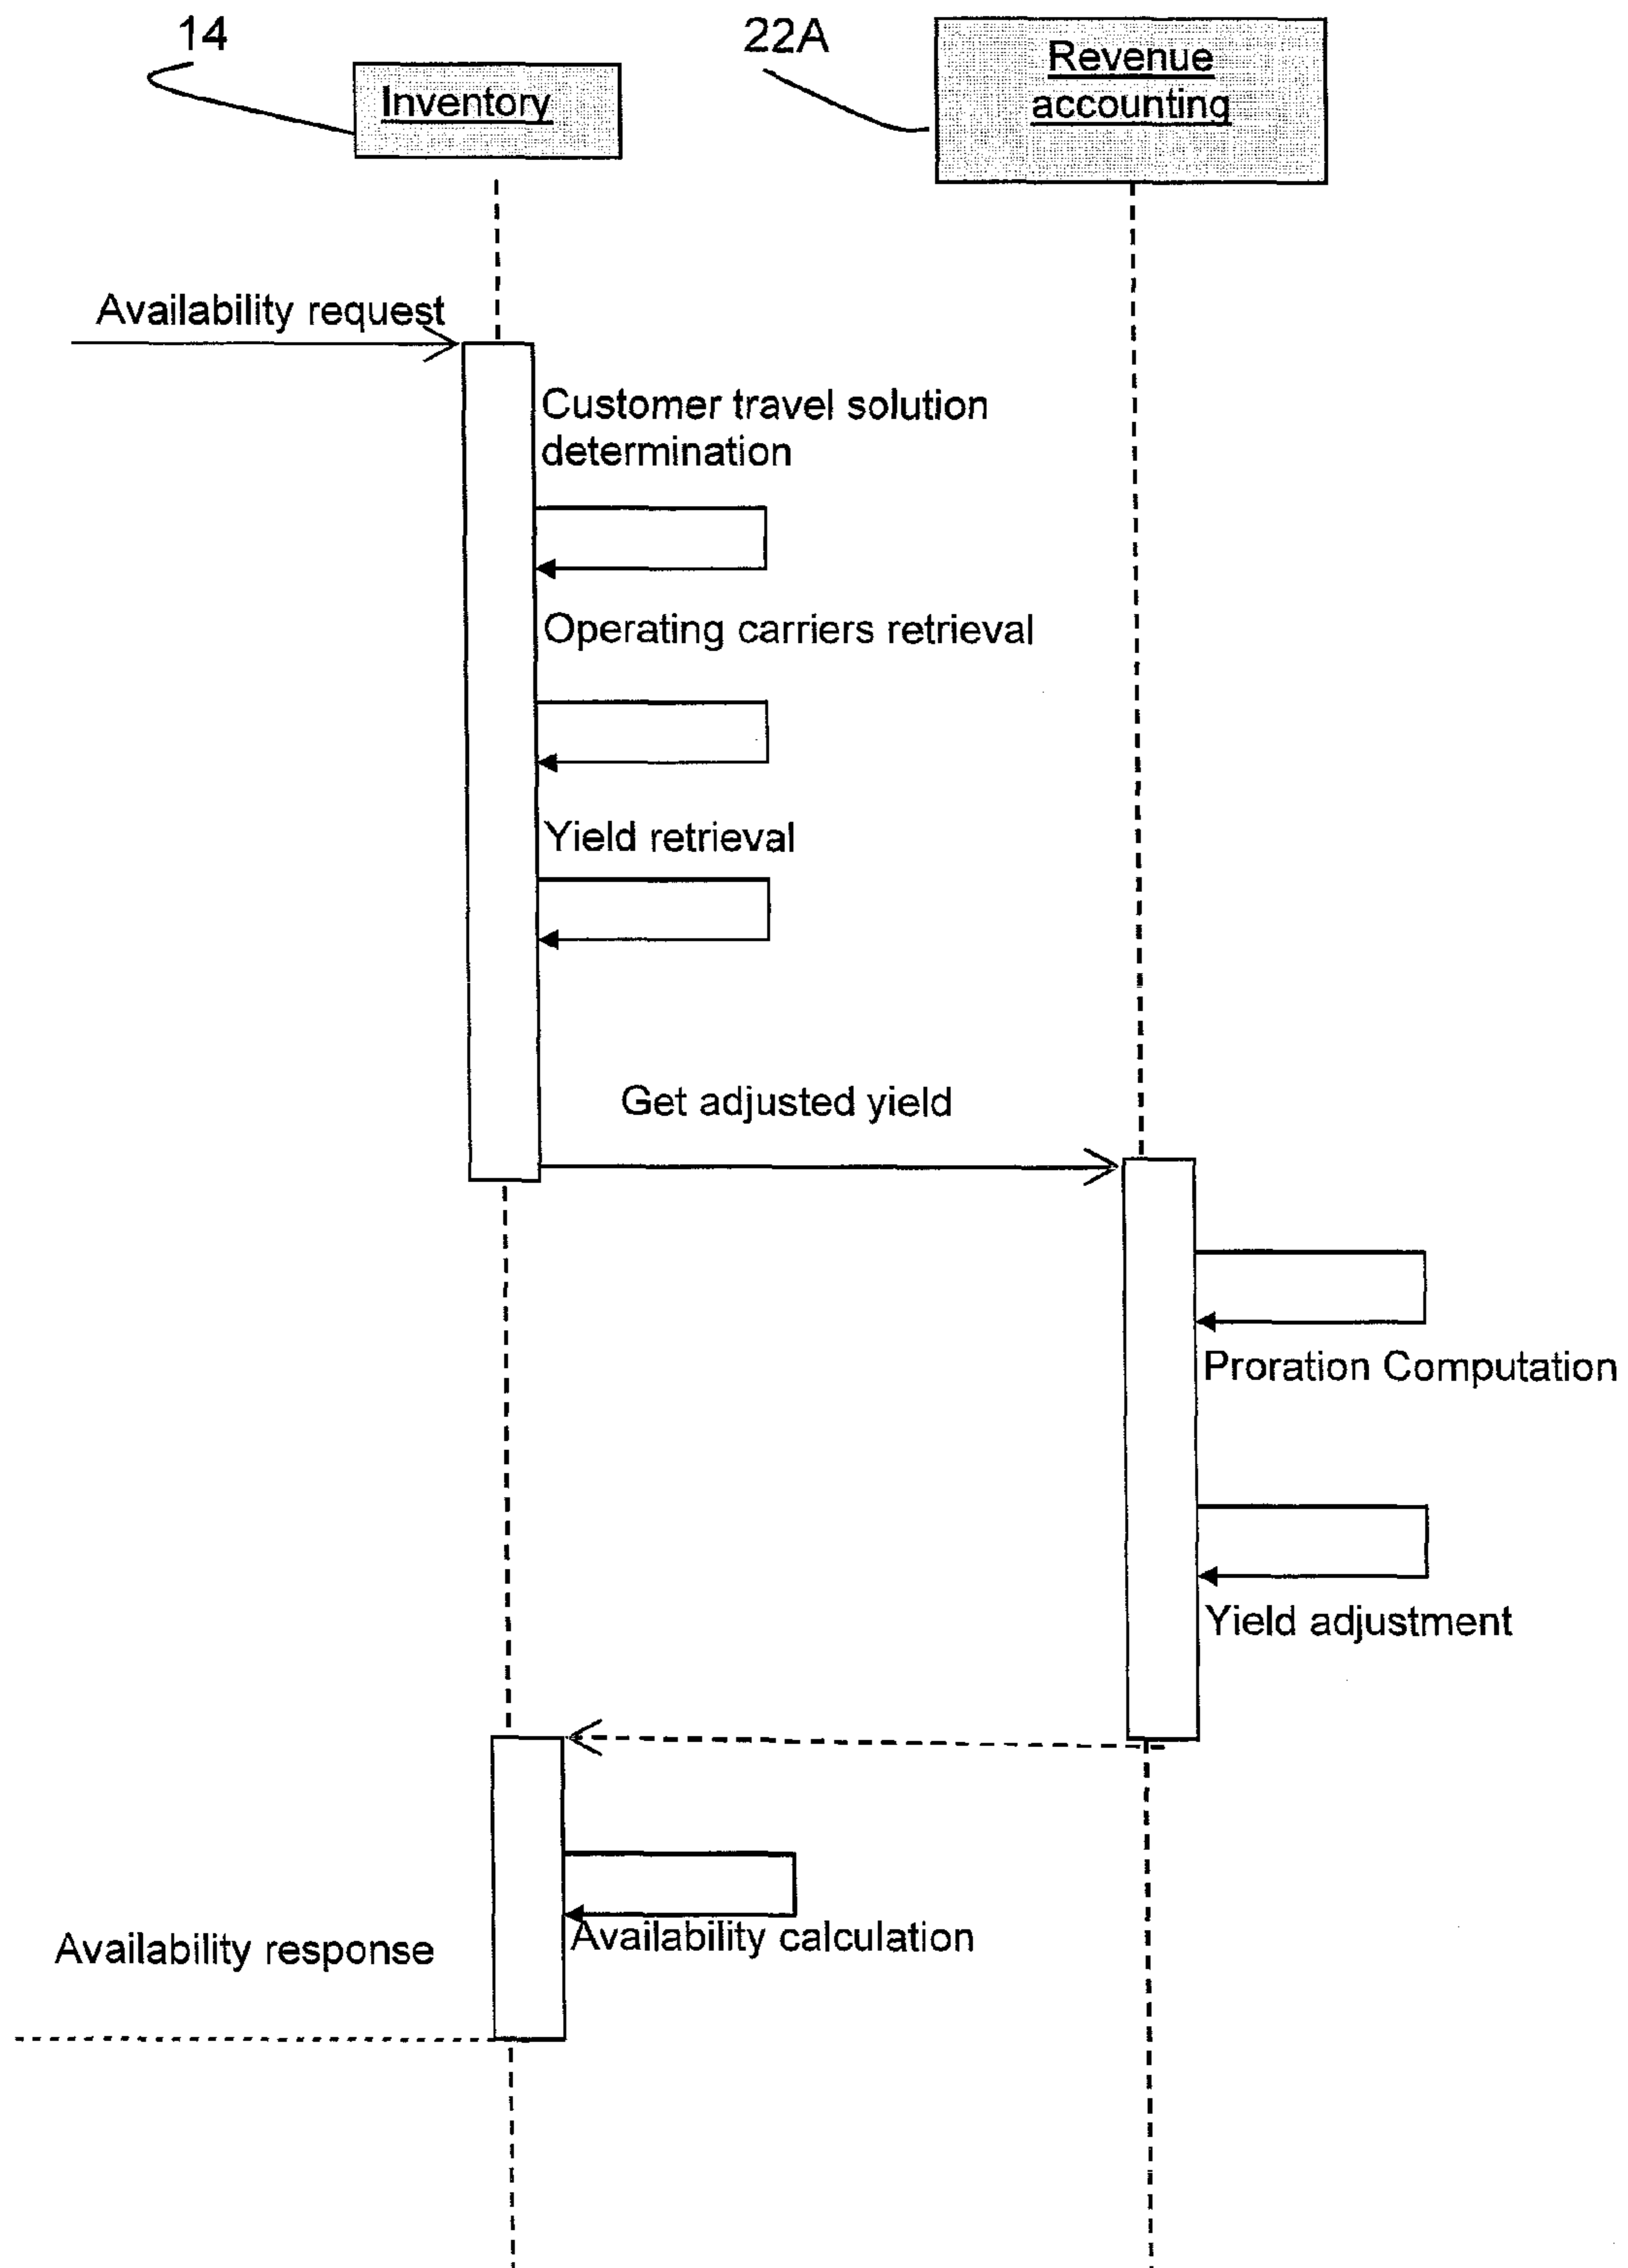 14
22A
Inventory
Revenue
accounting
Availability request
Customer travel solution
determination
Operating carriers retrieval
Yield retrieval
Get adjusted yield
Proration Computation
Yield adjustment
Availability calculation
Availability response